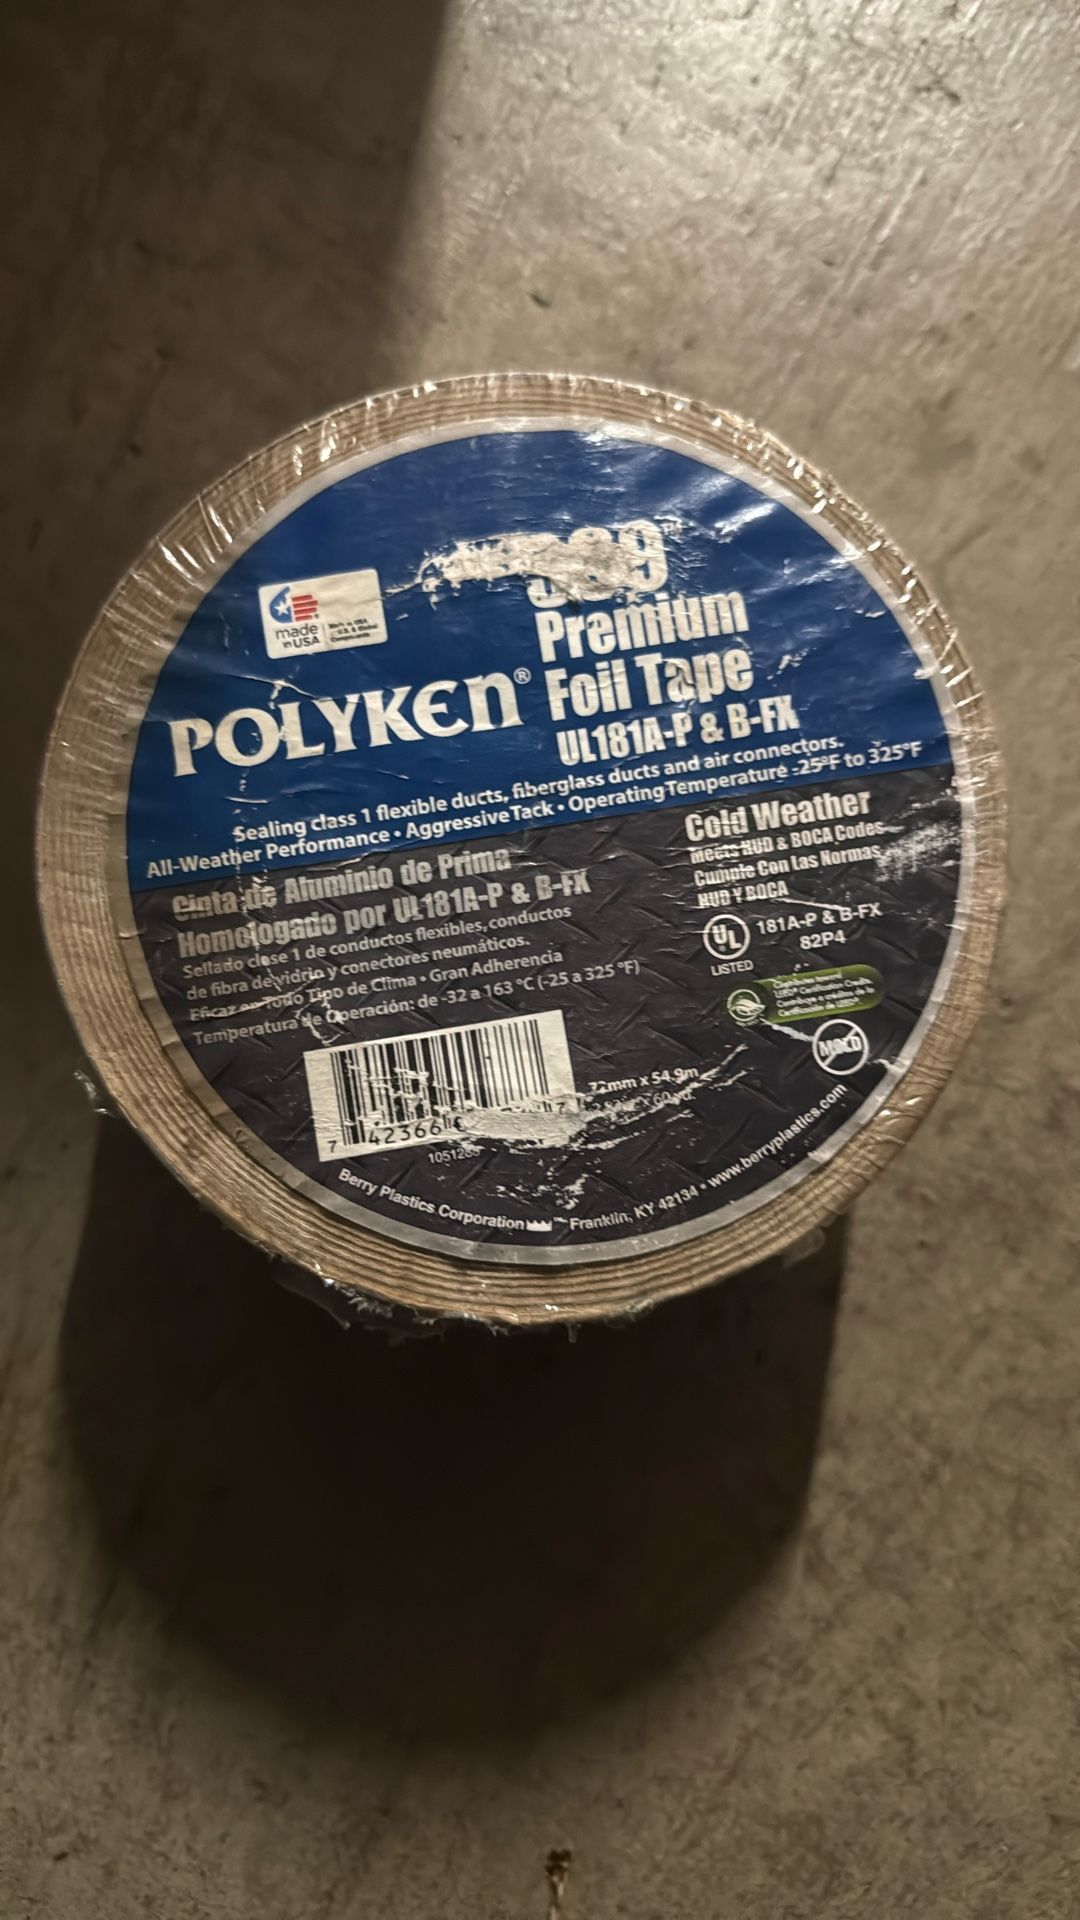 made
in USA
POLYKEN®
Premium
Foil Tape
UL181A-P & B-FX
Sealing class 1 flexible ducts, fiberglass ducts and air connectors.
All-Weather Performance • Aggressive Tack • Operating Temperature -25°F to 325°F
Cinta de Aluminio de Prima
Homologado por UL181A-P & B-FX
Sellado clase 1 de conductos flexibles, conductos
de fibra de vidrio y conectores neumáticos.
Eficaz en Todo Tipo de Clima • Gran Adherencia
Temperatura de Operación: de -32 a 163 °C (-25 a 325 °F)
Cold Weather
Meets HUD & BOCA Codes
Cumple Con Las Normas
HUD Y BOCA
UL
LISTED
181A-P & B-FX
82P4
MOLD
72mm x 54.9m
7 42366
Berry Plastics Corporation ™ Franklin, KY 42134 • www.berryplastics.com